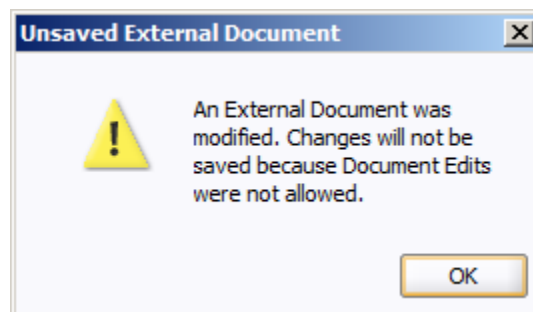 Unsaved External Document
An External Document was
modified. Changes will not be
saved because Document Edits
were not allowed.
OK